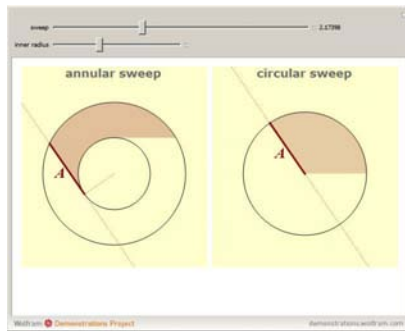 sweep 2.17398
inner radius
annular sweep circular sweep
A A
Wolfram Demonstrations Project demonstrations.wolfram.com